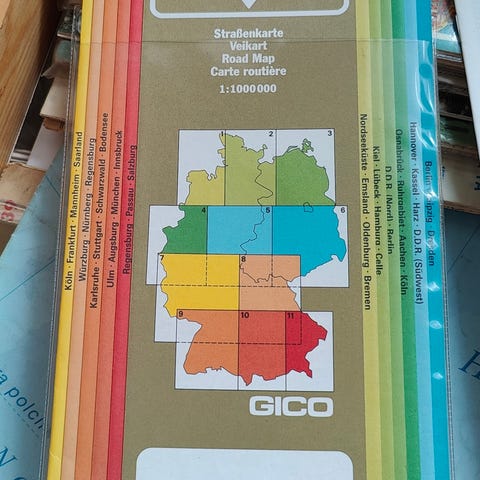 Straßenkarte
Veikart
Road Map
Carte routière
1:1000000
Köln · Frankfurt · Mannheim · Saarland
Würzburg · Nürnberg · Regensburg
Karlsruhe · Stuttgart · Schwarzwald · Bodensee
Ulm · Augsburg · München · Innsbruck
Regensburg · Passau · Salzburg
Nordseeküste · Emsland · Oldenburg · Bremen
Kiel · Lübeck · Hamburg · Celle
D.D.R. (Nord) · Berlin
Osnabrück · Ruhrgebiet · Aachen · Köln
Hannover · Kassel · Harz · D.D.R. (Südwest)
Berlin · Leipzig · Dresden
1
2
3
4
5
6
7
8
9
10
11
GICO
a polch